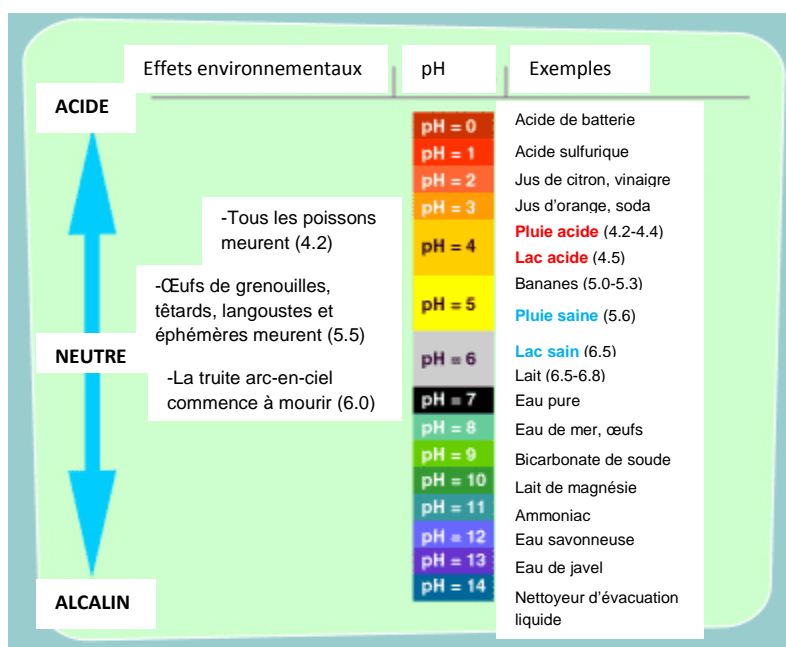 Effets environnementaux
pH
Exemples
ACIDE
NEUTRE
ALCALIN
-Tous les poissons
meurent (4.2)
-Œufs de grenouilles,
têtards, langoustes et
éphémères meurent (5.5)
-La truite arc-en-ciel
commence à mourir (6.0)
pH = 0
pH = 1
pH = 2
pH = 3
pH = 4
pH = 5
pH = 6
pH = 7
pH = 8
pH = 9
pH = 10
pH = 11
pH = 12
pH = 13
pH = 14
Acide de batterie
Acide sulfurique
Jus de citron, vinaigre
Jus d'orange, soda
Pluie acide (4.2-4.4)
Lac acide (4.5)
Bananes (5.0-5.3)
Pluie saine (5.6)
Lac sain (6.5)
Lait (6.5-6.8)
Eau pure
Eau de mer, œufs
Bicarbonate de soude
Lait de magnésie
Ammoniac
Eau savonneuse
Eau de javel
Nettoyeur d'évacuation
liquide